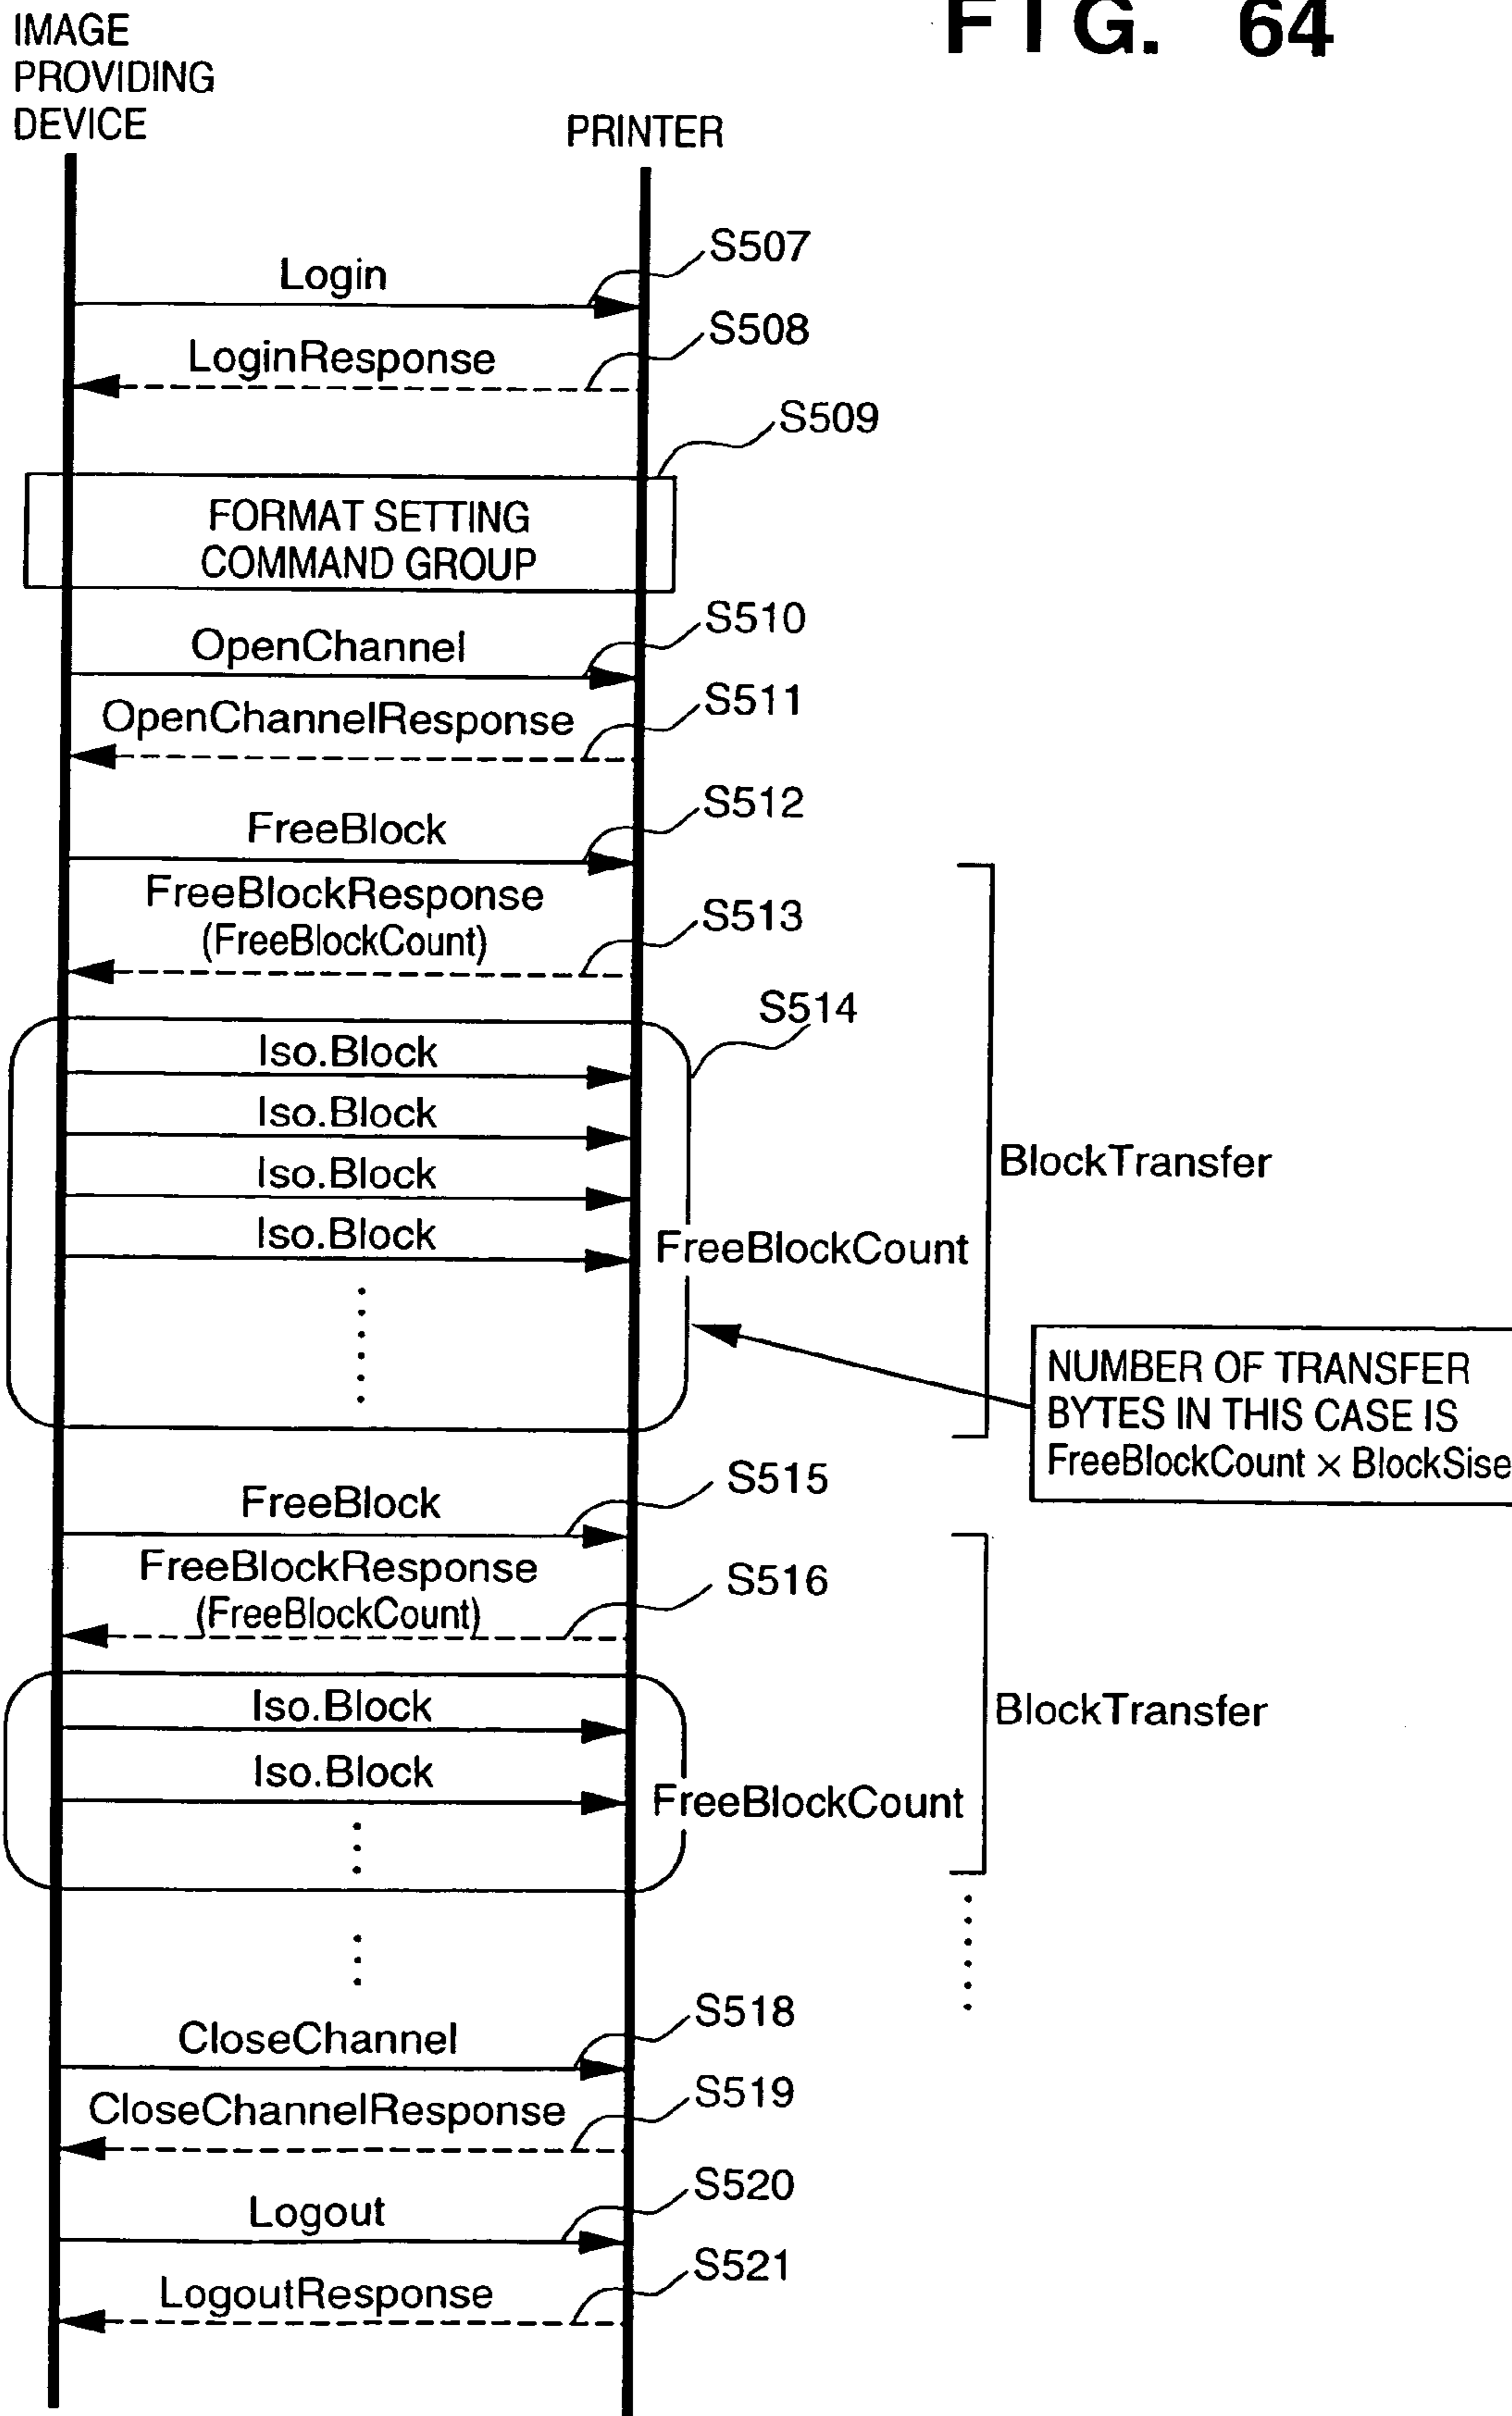 FIG. 64
IMAGE
PROVIDING
DEVICE
PRINTER
S507
Login
S508
LoginResponse
S509
FORMAT SETTING
COMMAND GROUP
S510
OpenChannel
S511
OpenChannelResponse
S512
FreeBlock
FreeBlockResponse
(FreeBlockCount)
S513
S514
Iso.Block
Iso.Block
Iso.Block
Iso.Block
BlockTransfer
FreeBlockCount
NUMBER OF TRANSFER
BYTES IN THIS CASE IS
FreeBlockCount × BlockSise
S515
FreeBlock
FreeBlockResponse
(FreeBlockCount)
S516
Iso.Block
Iso.Block
BlockTransfer
FreeBlockCount
S518
CloseChannel
S519
CloseChannelResponse
S520
Logout
S521
LogoutResponse